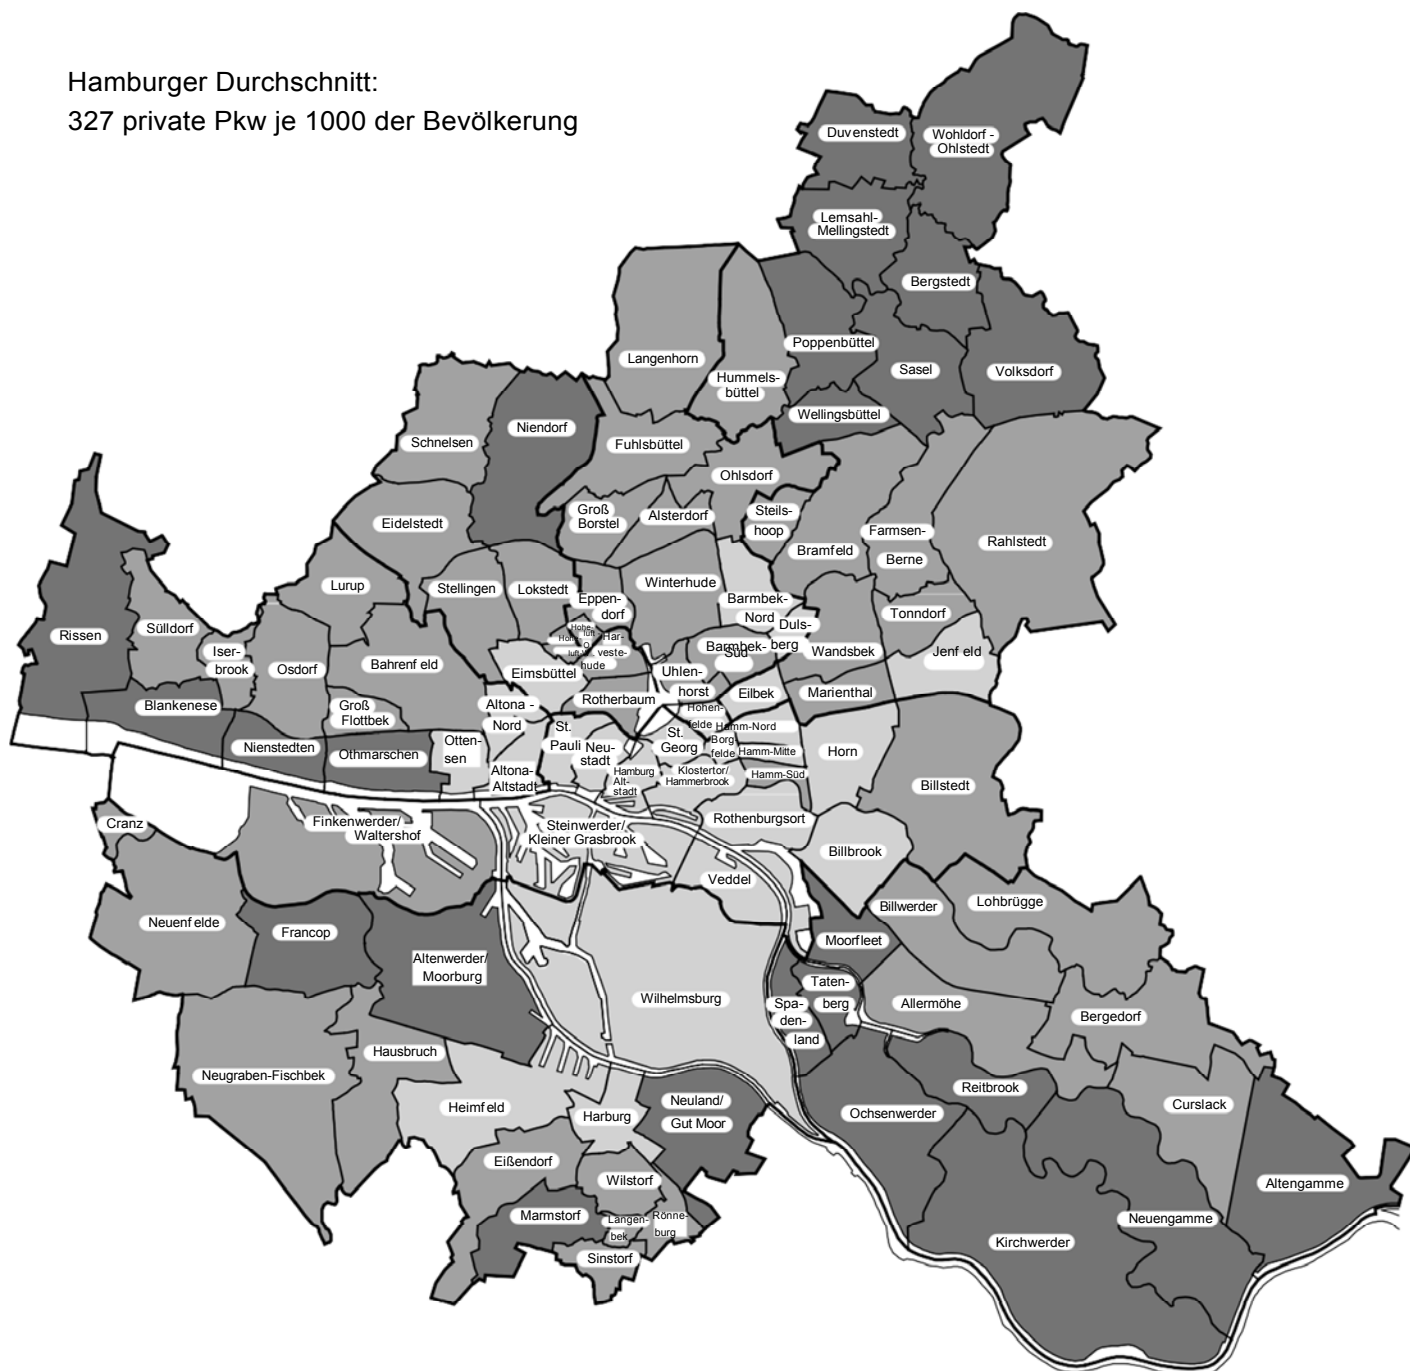 Hamburger Durchschnitt:
327 private Pkw je 1000 der Bevölkerung
Duvenstedt
Wohldorf -
Ohlstedt
Lemsahl-
Mellingstedt
Bergstedt
Poppenbüttel
Langenhorn
Hummels-
büttel
Sasel
Volksdorf
Wellingsbüttel
Niendorf
Schnelsen
Fuhlsbüttel
Ohlsdorf
Eidelstedt
Groß
Borstel
Alsterdorf
Steils-
hoop
Bramfeld
Farmsen-
Berne
Rahlstedt
Lurup
Stellingen
Lokstedt
Eppen-
dorf
Winterhude
Barmbek-
Nord
Duls-
berg
Tonndorf
Rissen
Sülldorf
Iser-
brook
Osdorf
Bahrenfeld
Hohe-
luft -
O
Har-
veste-
hude
Barmbek-
Süd
Wandsbek
Jenfeld
Eimsbüttel
Uhlen-
horst
Eilbek
Marienthal
Rotherbaum
Blankenese
Groß
Flottbek
Altona -
Nord
Hohen-
felde
Hamm-Nord
Nienstedten
Othmarschen
Otten-
sen
St.
Pauli
Neu-
stadt
St.
Georg
Borg-
felde
Hamm-Mitte
Horn
Altona-
Altstadt
Hamburg
Alt-
stadt
Klostertor/
Hammerbrook
Hamm-Süd
Billstedt
Cranz
Finkenwerder/
Waltershof
Steinwerder/
Kleiner Grasbrook
Rothenburgsort
Billbrook
Veddel
Neuenfelde
Francop
Altenwerder/
Moorburg
Billwerder
Lohbrügge
Moorfleet
Wilhelmsburg
Spa-
den-
land
Taten-
berg
Allermöhe
Bergedorf
Neugraben-Fischbek
Hausbruch
Heimfeld
Harburg
Neuland/
Gut Moor
Ochsenwerder
Reitbrook
Curslack
Eißendorf
Wilstorf
Altengamme
Marmstorf
Langen-
bek
Rönne-
burg
Neuengamme
Sinstorf
Kirchwerder